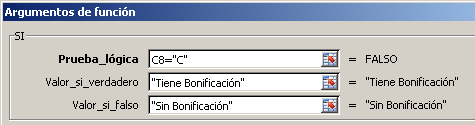 Argumentos de función
SI
Prueba_lógica C8="C" = FALSO
Valor_si_verdadero "Tiene Bonificación" = "Tiene Bonificación"
Valor_si_falso "Sin Bonificación" = "Sin Bonificación"